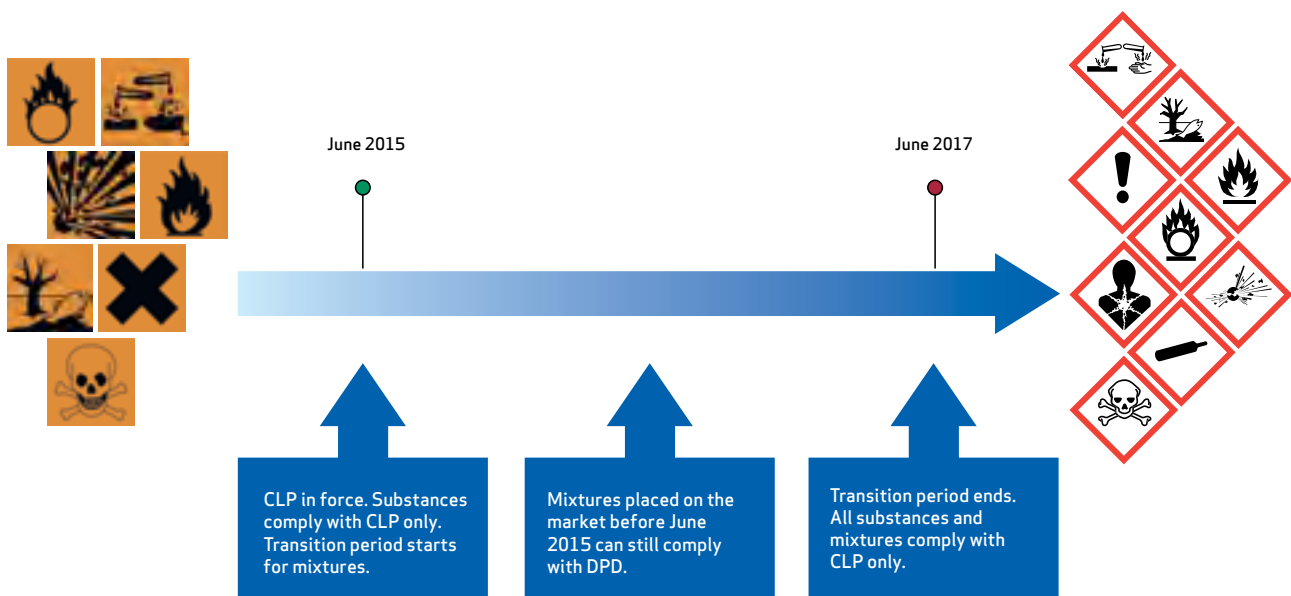 June 2015
June 2017
CLP in force. Substances
comply with CLP only.
Transition period starts
for mixtures.
Mixtures placed on the
market before June
2015 can still comply
with DPD.
Transition period ends.
All substances and
mixtures comply with
CLP only.